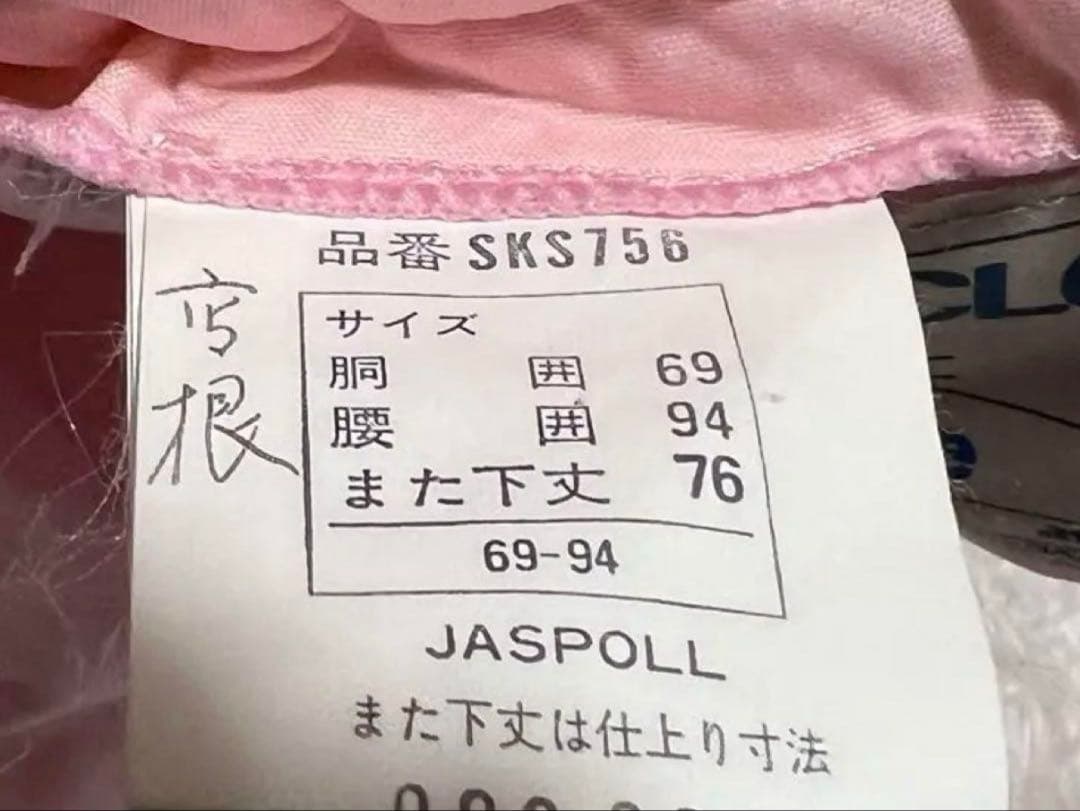 品番 SKS756
根
サイズ
胴 囲 69
腰 囲 94
また下丈 76
69-94
JASPOLL
また下丈は仕上り寸法
CL